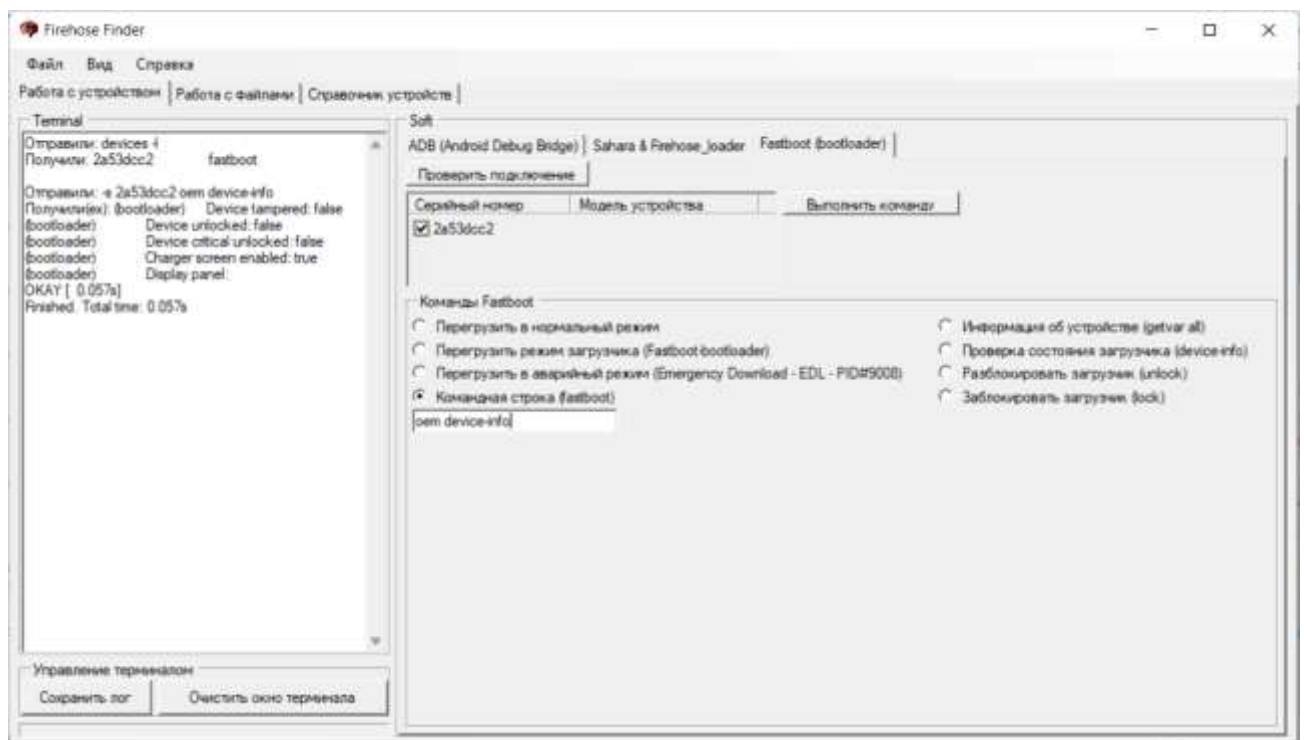 Firehose Finder
Файл Вид Справка
Работа с устройством Работа с файлами Справочник устройств
Terminal
Отправили: devices -l
Получили: 2a53dcc2 fastboot
Отправили: -s 2a53dcc2 oem device-info
Получили(ex): (bootloader) Device tampered: false
(bootloader) Device unlocked: false
(bootloader) Device critical unlocked: false
(bootloader) Charger screen enabled: true
(bootloader) Display panel:
OKAY [ 0.057s]
Finished. Total time: 0.057s
Управление терминалом
Сохранить лог Очистить окно терминала
Soft
ADB (Android Debug Bridge) Sahara & Firehose_loader Fastboot (bootloader)
Проверить подключение
Серийный номер Модель устройства Выполнить команду
2a53dcc2
Команды Fastboot
Перегрузить в нормальный режим
Перегрузить режим загрузчика (Fastboot-bootloader)
Перегрузить в аварийный режим (Emergency Download - EDL - PID#9008)
Командная строка (fastboot)
oem device-info
Информация об устройстве (getvar all)
Проверка состояния загрузчика (device-info)
Разблокировать загрузчик (unlock)
Заблокировать загрузчик (lock)